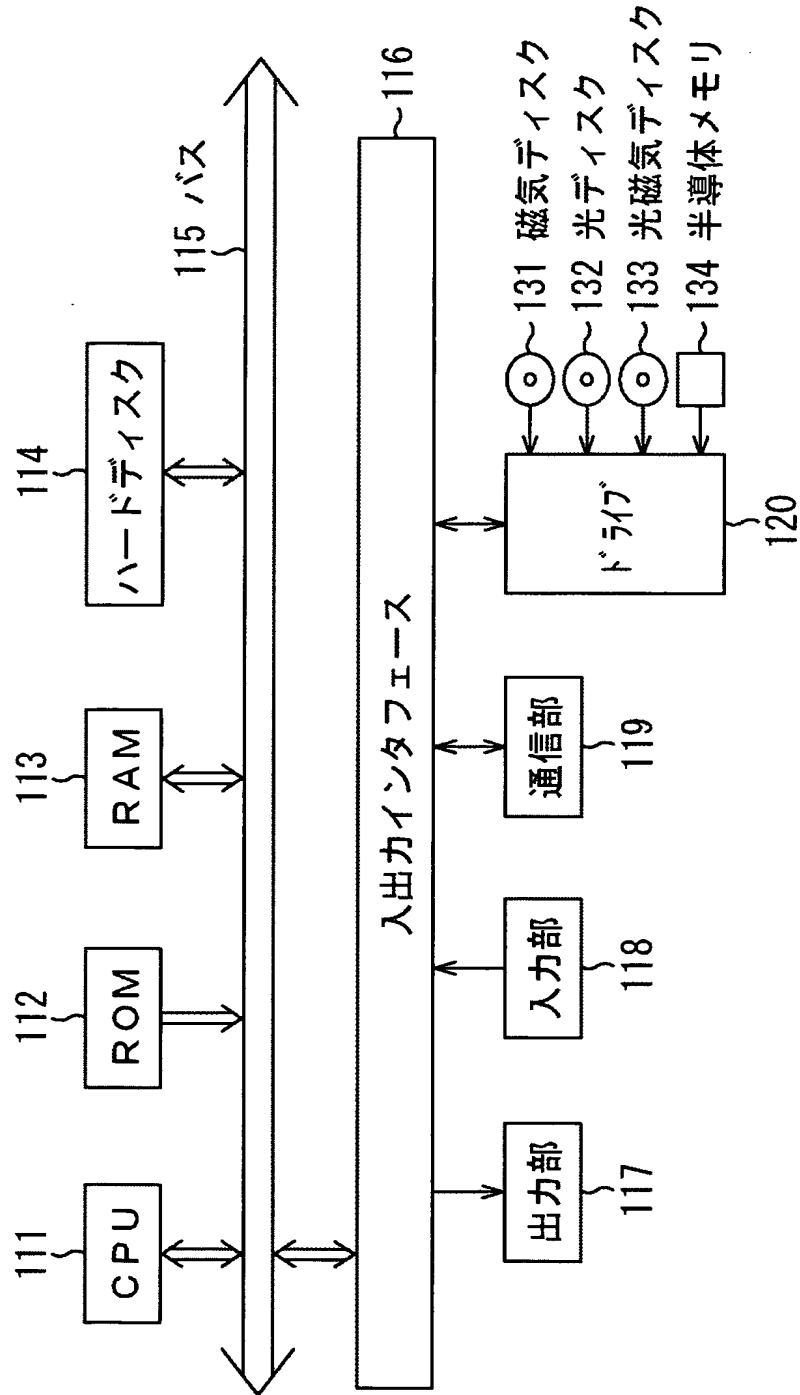 111
CPU
112
ROM
113
RAM
114
ハードディスク
115 バス
116
入出力インタフェース
出力部
117
入力部
118
通信部
119
ドライブ
120
131 磁気ディスク
132 光ディスク
133 光磁気ディスク
134 半導体メモリ